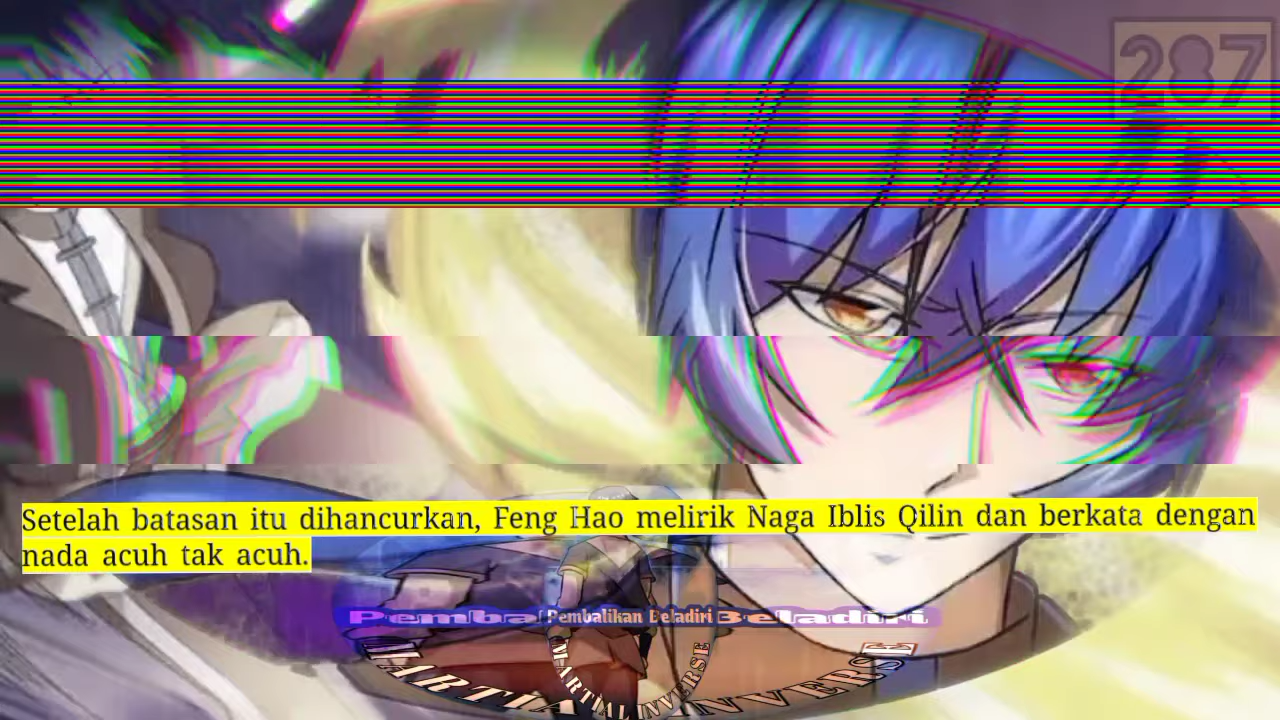 287
Setelah batasan itu dihancurkan, Feng Hao melirik Naga Iblis Qilin dan berkata dengan
nada acuh tak acuh.
Pembalikan Beladiri
MARTIAL INVERSE